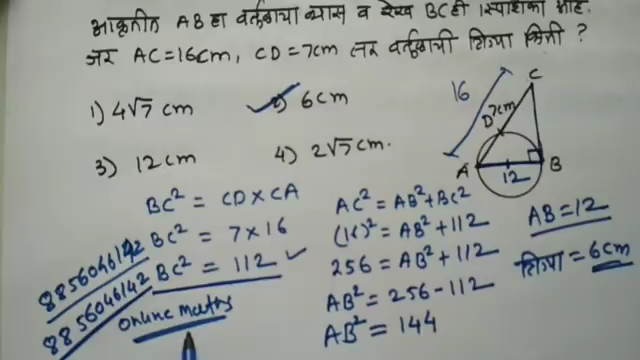 आकृतीत AB हा वर्तुळाचा व्यास व रेख BC ही स्पर्शिका आहे.
जर AC=16cm, CD=7cm तर वर्तुळाची त्रिज्या किती ?
1) 4√7 cm
2) 6cm
3) 12cm
4) 2√7 cm.
16
C
7cm
D
A
12
B
BC² = CD×CA
BC² = 7×16
BC² = 112
8856046142
8856046142
online maths
AC² = AB²+BC²
(16)² = AB²+112
256 = AB²+112
AB² = 256-112
AB² = 144
AB=12
त्रिज्या = 6cm